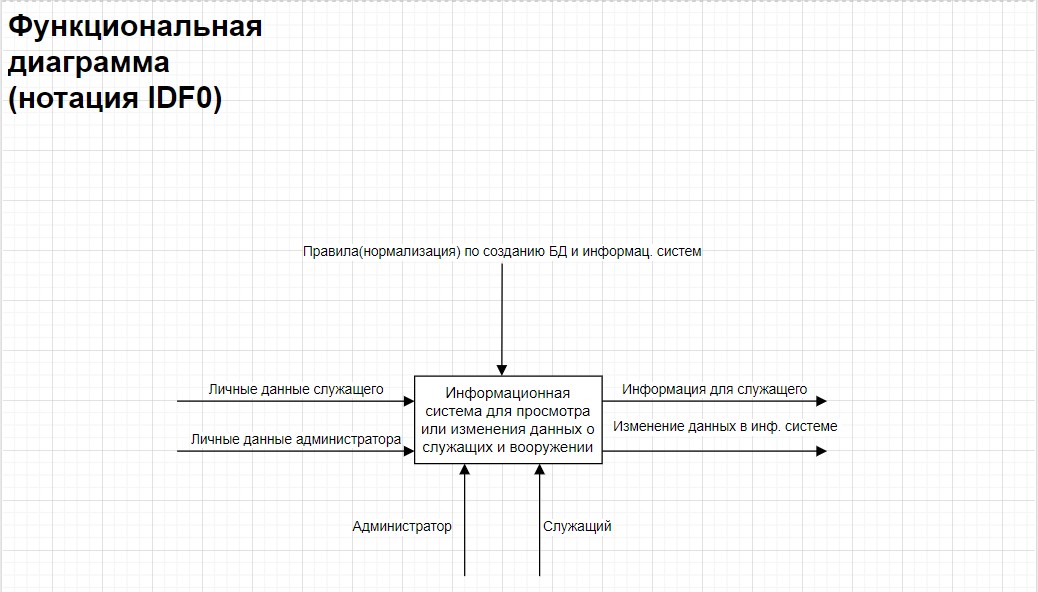 Функциональная
диаграмма
(нотация IDF0)
Правила(нормализация) по созданию БД и информац. систем
Личные данные служащего
Личные данные администратора
Информационная
система для просмотра
или изменения данных о
служащих и вооружении
Информация для служащего
Изменение данных в инф. системе
Администратор
Служащий